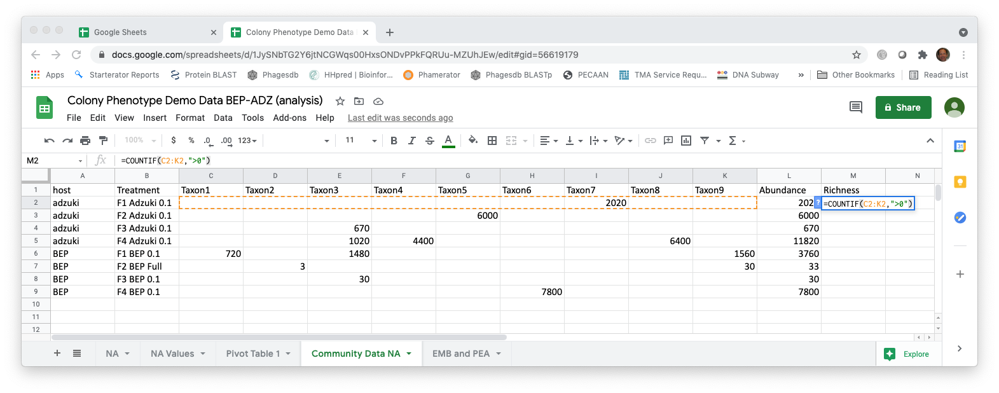 Google Sheets × Colony Phenotype Demo Data × +
docs.google.com/spreadsheets/d/1JySNbTG2Y6jtNCGWqs00HxsONDvPPkFQRUu-MZUhJEw/edit#gid=56619179
Apps Starterator Reports Protein BLAST Phagesdb HHpred | Bioinfor... Phamerator Phagesdb BLASTp PECAAN TMA Service Requ... DNA Subway » Other Bookmarks Reading List
Colony Phenotype Demo Data BEP-ADZ (analysis)
Share
File Edit View Insert Format Data Tools Add-ons Help Last edit was seconds ago
100% $ % .0 .00 123 11 B I S A Σ
31
M2 fx =COUNTIF(C2:K2,">0")
A B C D E F G H I J K L M N
1 host Treatment Taxon1 Taxon2 Taxon3 Taxon4 Taxon5 Taxon6 Taxon7 Taxon8 Taxon9 Abundance Richness
2 adzuki F1 Adzuki 0.1 2020 202 ? =COUNTIF(C2:K2,">0")
3 adzuki F2 Adzuki 0.1 6000 6000
4 adzuki F3 Adzuki 0.1 670 670
5 adzuki F4 Adzuki 0.1 1020 4400 6400 11820
6 BEP F1 BEP 0.1 720 1480 1560 3760
7 BEP F2 BEP Full 3 30 33
8 BEP F3 BEP 0.1 30 30
9 BEP F4 BEP 0.1 7800 7800
10
11
12
+ NA NA Values Pivot Table 1 Community Data NA EMB and PEA Explore